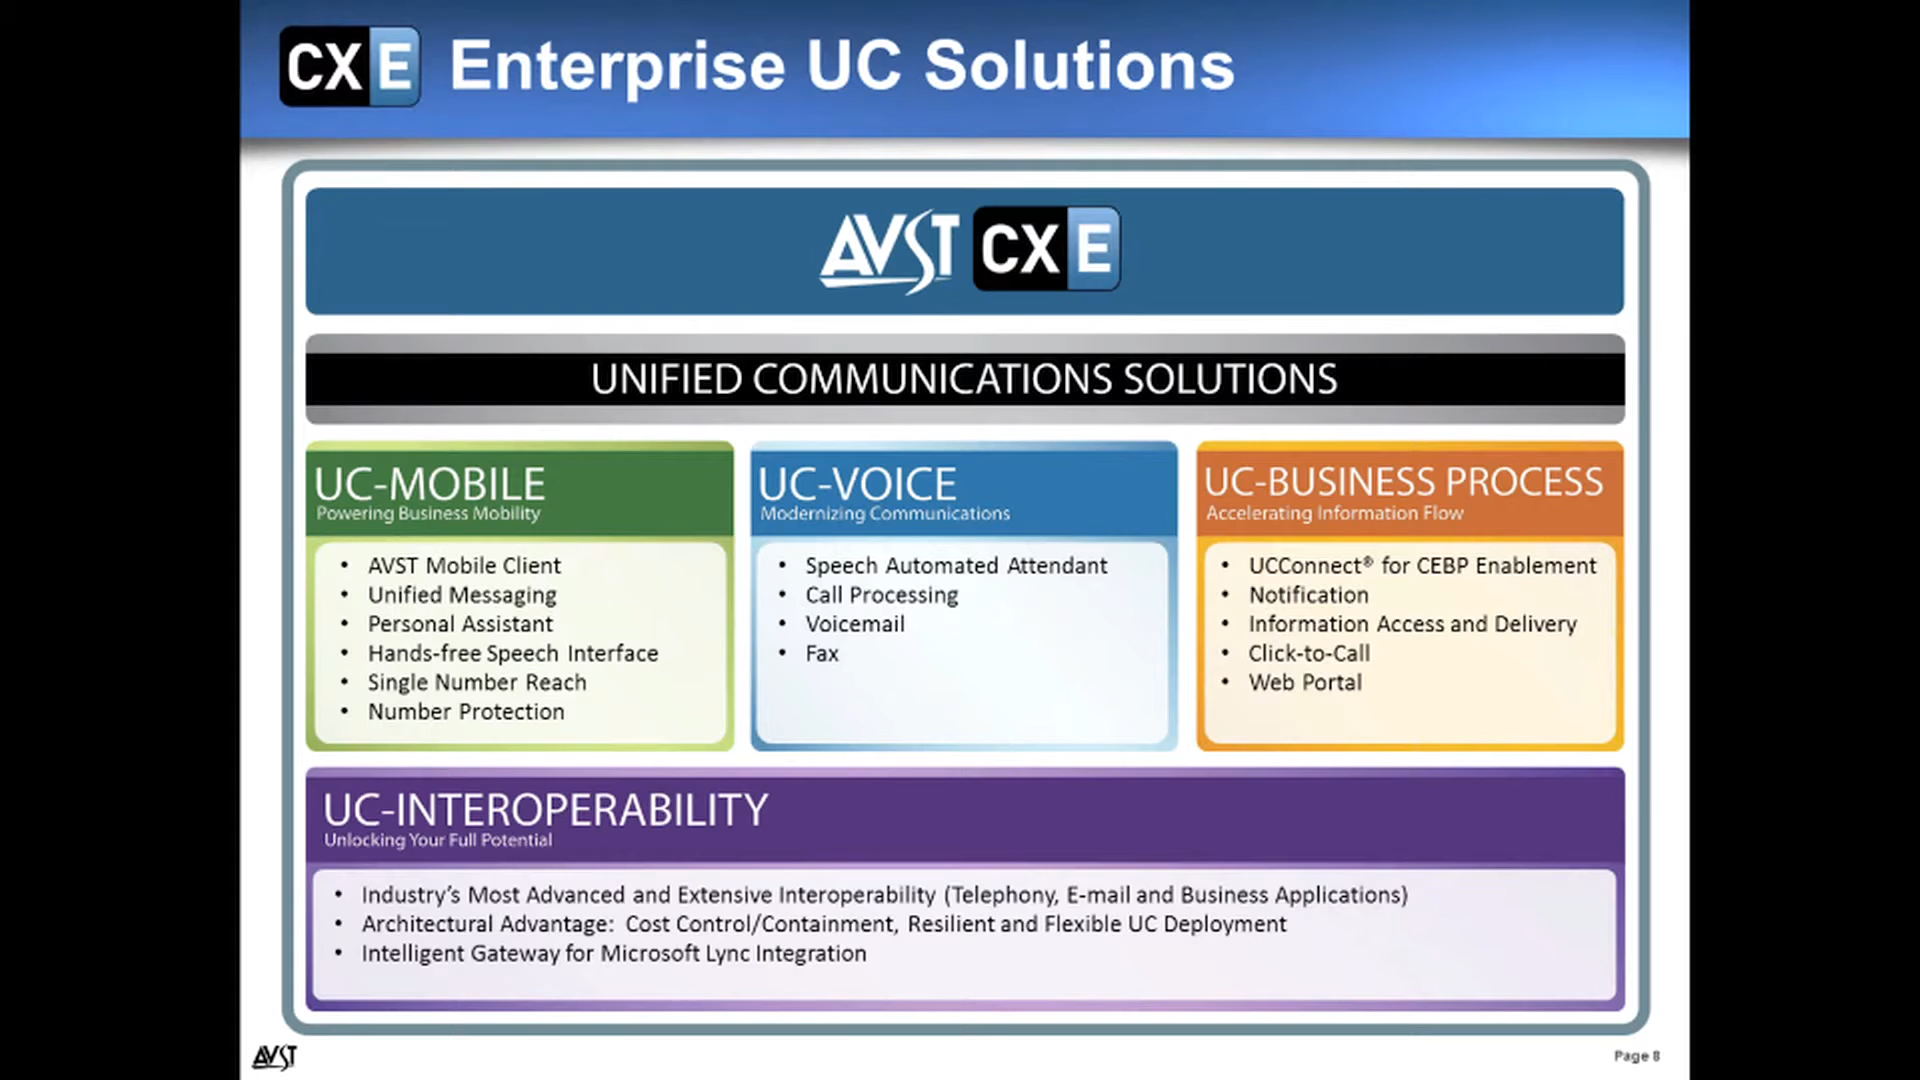 CX E Enterprise UC Solutions
AVST CX E
UNIFIED COMMUNICATIONS SOLUTIONS
UC-MOBILE
Powering Business Mobility
• AVST Mobile Client
• Unified Messaging
• Personal Assistant
• Hands-free Speech Interface
• Single Number Reach
• Number Protection
UC-VOICE
Modernizing Communications
• Speech Automated Attendant
• Call Processing
• Voicemail
• Fax
UC-BUSINESS PROCESS
Accelerating Information Flow
• UCConnect® for CEBP Enablement
• Notification
• Information Access and Delivery
• Click-to-Call
• Web Portal
UC-INTEROPERABILITY
Unlocking Your Full Potential
• Industry’s Most Advanced and Extensive Interoperability (Telephony, E-mail and Business Applications)
• Architectural Advantage: Cost Control/Containment, Resilient and Flexible UC Deployment
• Intelligent Gateway for Microsoft Lync Integration
AVST
Page 8